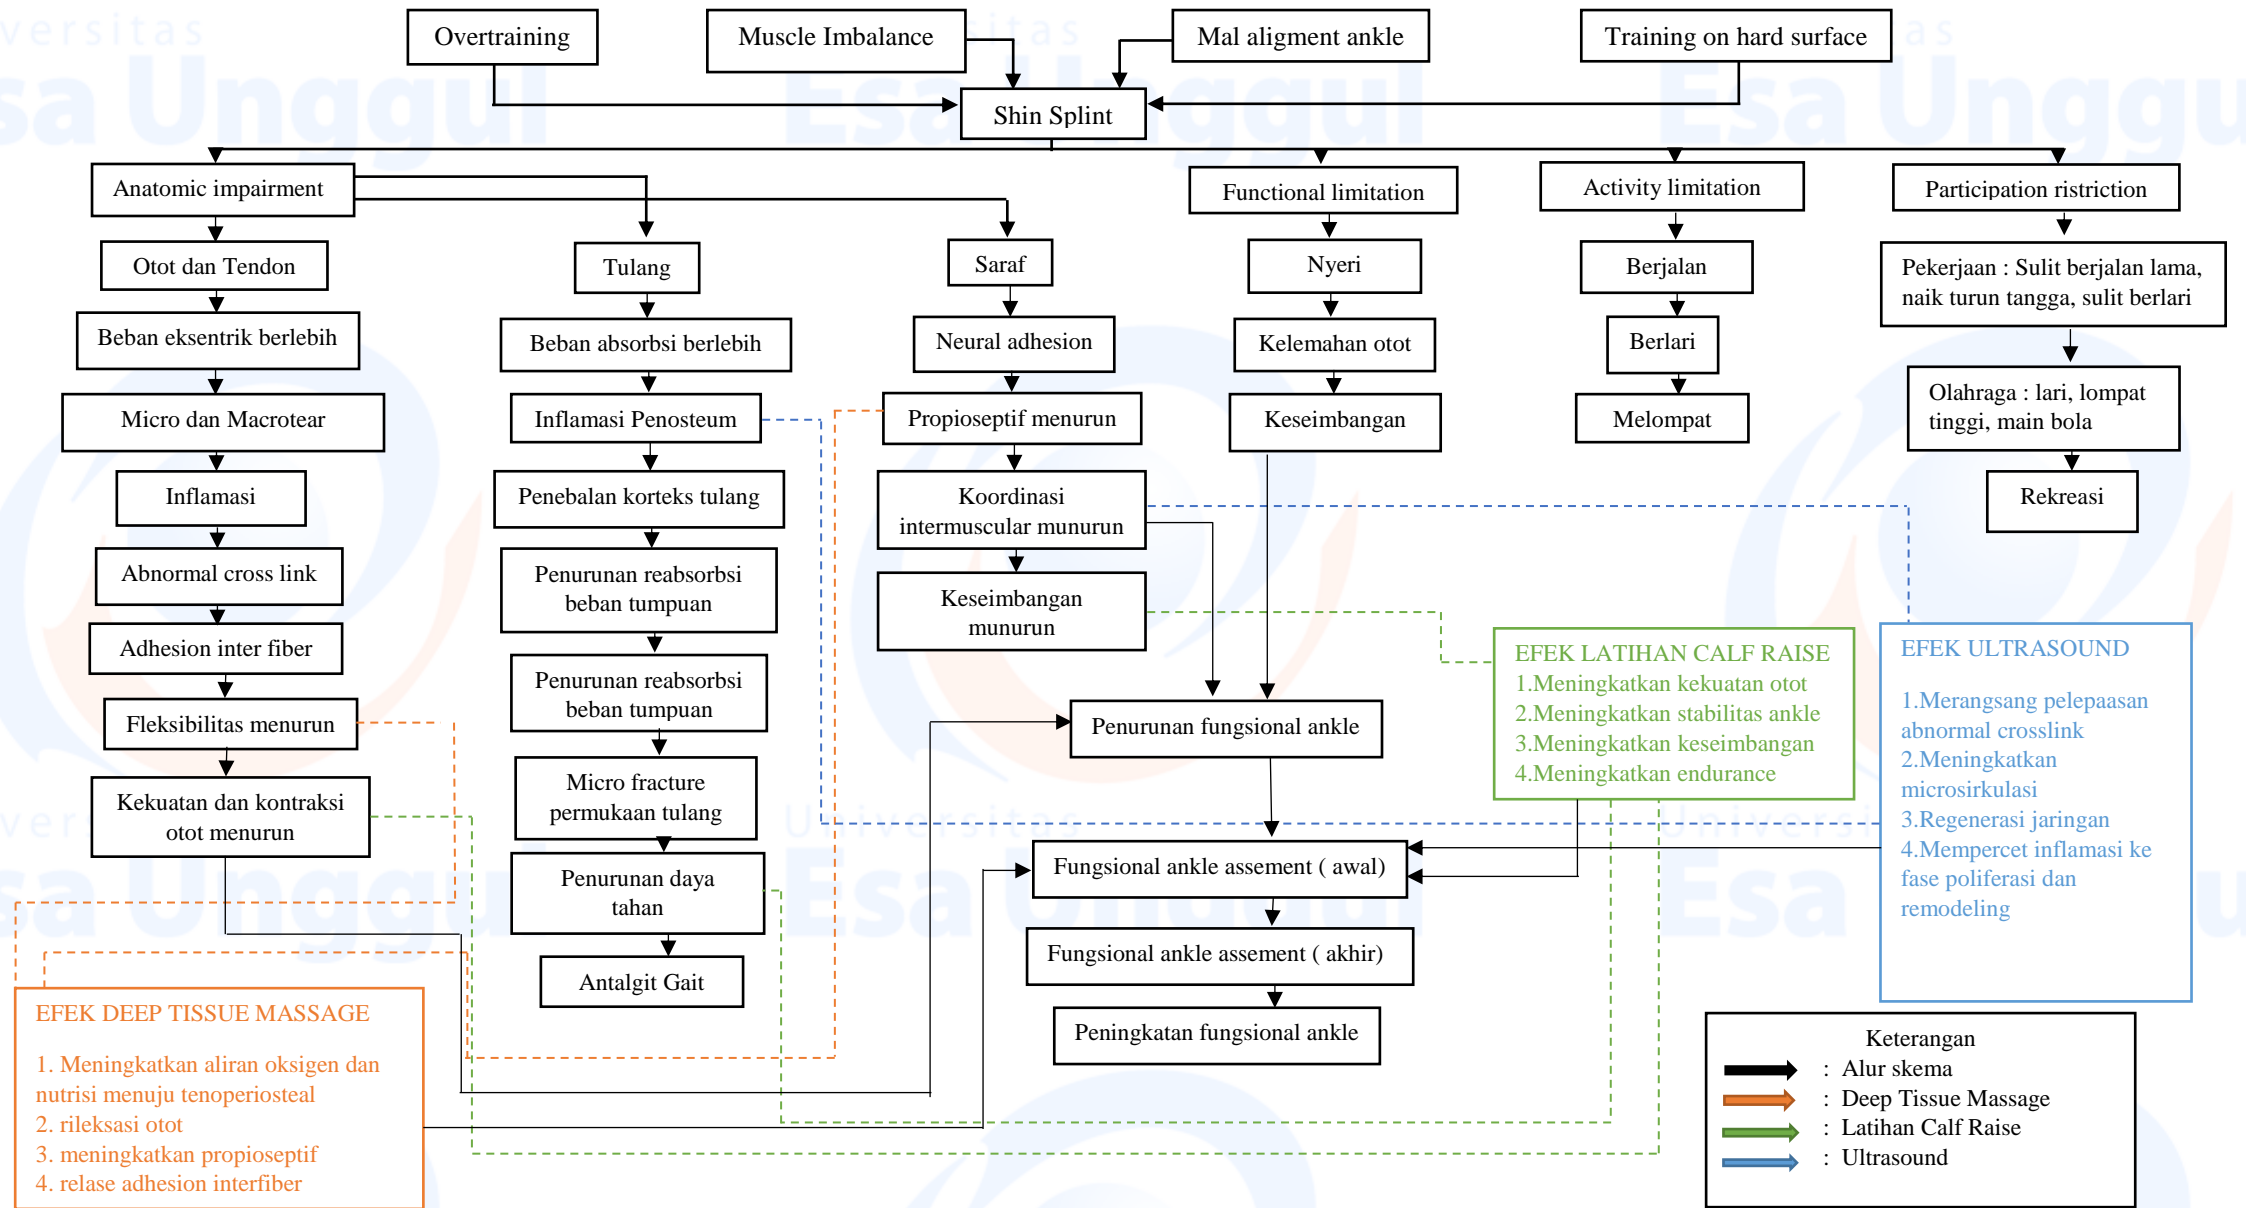 Universitas
Esa Unggul
Overtraining
Muscle Imbalance
Mal aligment ankle
Training on hard surface
Shin Splint
Anatomic impairment
Functional limitation
Activity limitation
Participation ristriction
Otot dan Tendon
Tulang
Saraf
Nyeri
Berjalan
Pekerjaan : Sulit berjalan lama,
naik turun tangga, sulit berlari
Beban eksentrik berlebih
Beban absorbsi berlebih
Neural adhesion
Kelemahan otot
Berlari
Micro dan Macrotear
Inflamasi Penosteum
Propioseptif menurun
Keseimbangan
Melompat
Olahraga : lari, lompat
tinggi, main bola
Inflamasi
Penebalan korteks tulang
Koordinasi
intermuscular munurun
Rekreasi
Abnormal cross link
Penurunan reabsorbsi
beban tumpuan
Keseimbangan
munurun
Adhesion inter fiber
Penurunan reabsorbsi
beban tumpuan
EFEK LATIHAN CALF RAISE
1.Meningkatkan kekuatan otot
2.Meningkatkan stabilitas ankle
3.Meningkatkan keseimbangan
4.Meningkatkan endurance
EFEK ULTRASOUND
1.Merangsang pelepaasan
abnormal crosslink
2.Meningkatkan
microsirkulasi
3.Regenerasi jaringan
4.Mempercet inflamasi ke
fase poliferasi dan
remodeling
Fleksibilitas menurun
Penurunan fungsional ankle
Kekuatan dan kontraksi
otot menurun
Micro fracture
permukaan tulang
Fungsional ankle assement ( awal)
Penurunan daya
tahan
Fungsional ankle assement ( akhir)
Antalgit Gait
Peningkatan fungsional ankle
EFEK DEEP TISSUE MASSAGE
1. Meningkatkan aliran oksigen dan
nutrisi menuju tenoperiosteal
2. rileksasi otot
3. meningkatkan propioseptif
4. relase adhesion interfiber
Keterangan
: Alur skema
: Deep Tissue Massage
: Latihan Calf Raise
: Ultrasound